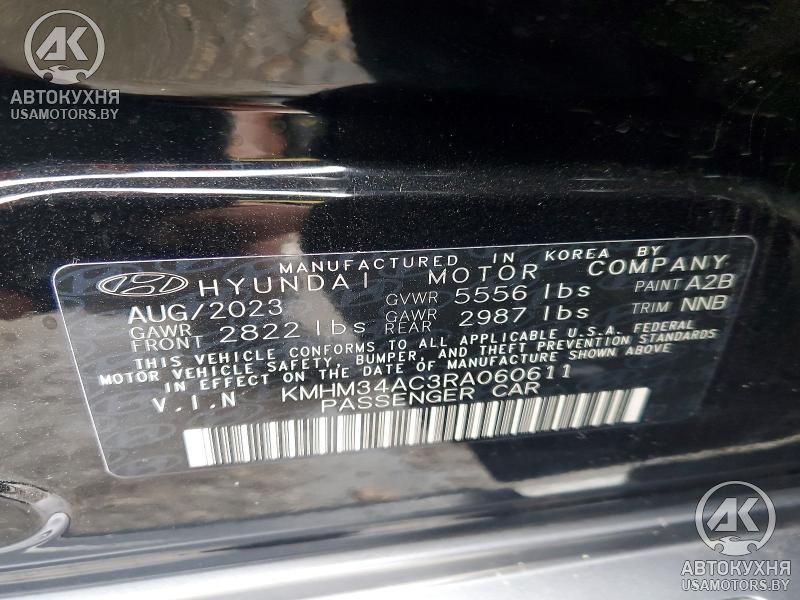 AK
АВТОКУХНЯ
USAMOTORS.BY
MANUFACTURED IN KOREA BY
HYUNDAI MOTOR COMPANY
AUG/2023 GVWR 5556 lbs PAINT A2B
GAWR FRONT 2822 lbs GAWR REAR 2987 lbs TRIM NNB
THIS VEHICLE CONFORMS TO ALL APPLICABLE U.S.A. FEDERAL
MOTOR VEHICLE SAFETY, BUMPER, AND THEFT PREVENTION STANDARDS
IN EFFECT ON THE DATE OF MANUFACTURE SHOWN ABOVE
V.I.N KMHM34AC3RA060611
PASSENGER CAR
AK
АВТОКУХНЯ
USAMOTORS.BY